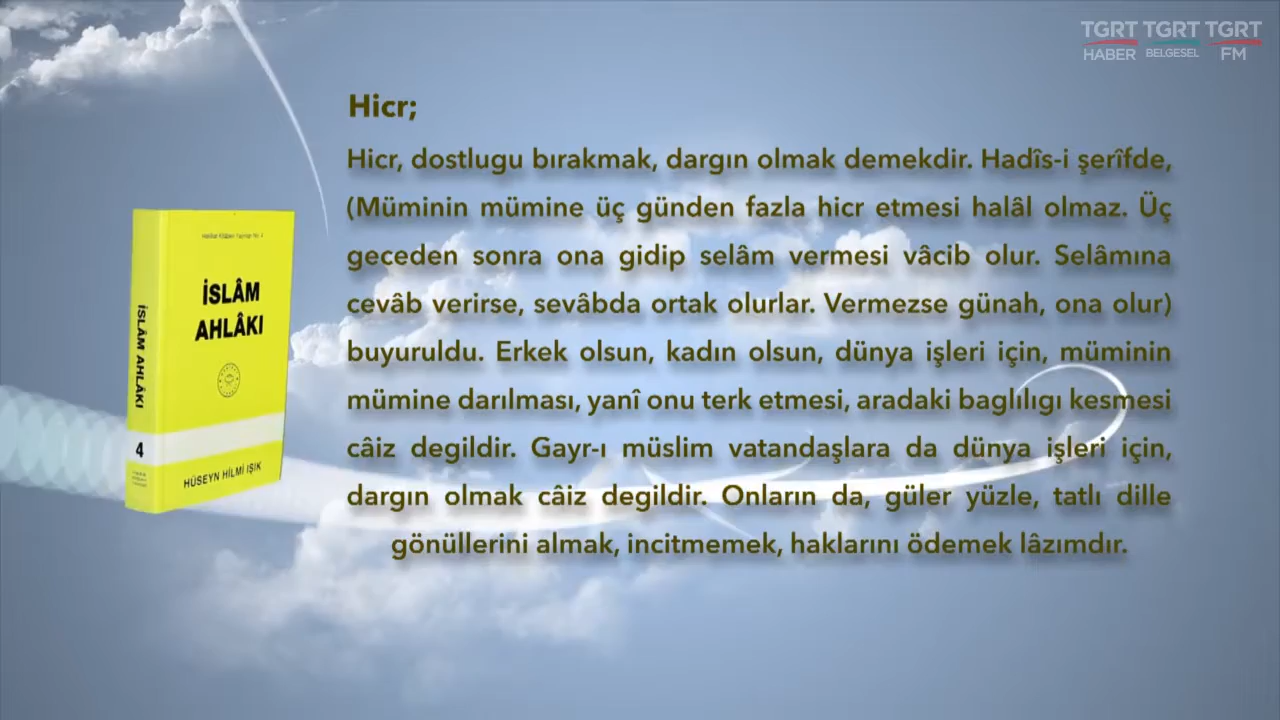 TGRT TGRT TGRT
HABER BELGESEL FM
Hicr;
Hicr, dostlugu bırakmak, dargın olmak demekdir. Hadîs-i şerîfde,
(Müminin mümine üç günden fazla hicr etmesi halâl olmaz. Üç
geceden sonra ona gidip selâm vermesi vâcib olur. Selâmına
cevâb verirse, sevâbda ortak olurlar. Vermezse günah, ona olur)
buyuruldu. Erkek olsun, kadın olsun, dünya işleri için, müminin
mümine darılması, yanî onu terk etmesi, aradaki baglılıgı kesmesi
câiz degildir. Gayr-ı müslim vatandaşlara da dünya işleri için,
dargın olmak câiz degildir. Onların da, güler yüzle, tatlı dille
gönüllerini almak, incitmemek, haklarını ödemek lâzımdır.
İSLÂM
AHLÂKI
HÜSEYN HİLMİ IŞIK
İSLÂM AHLÂKI
4